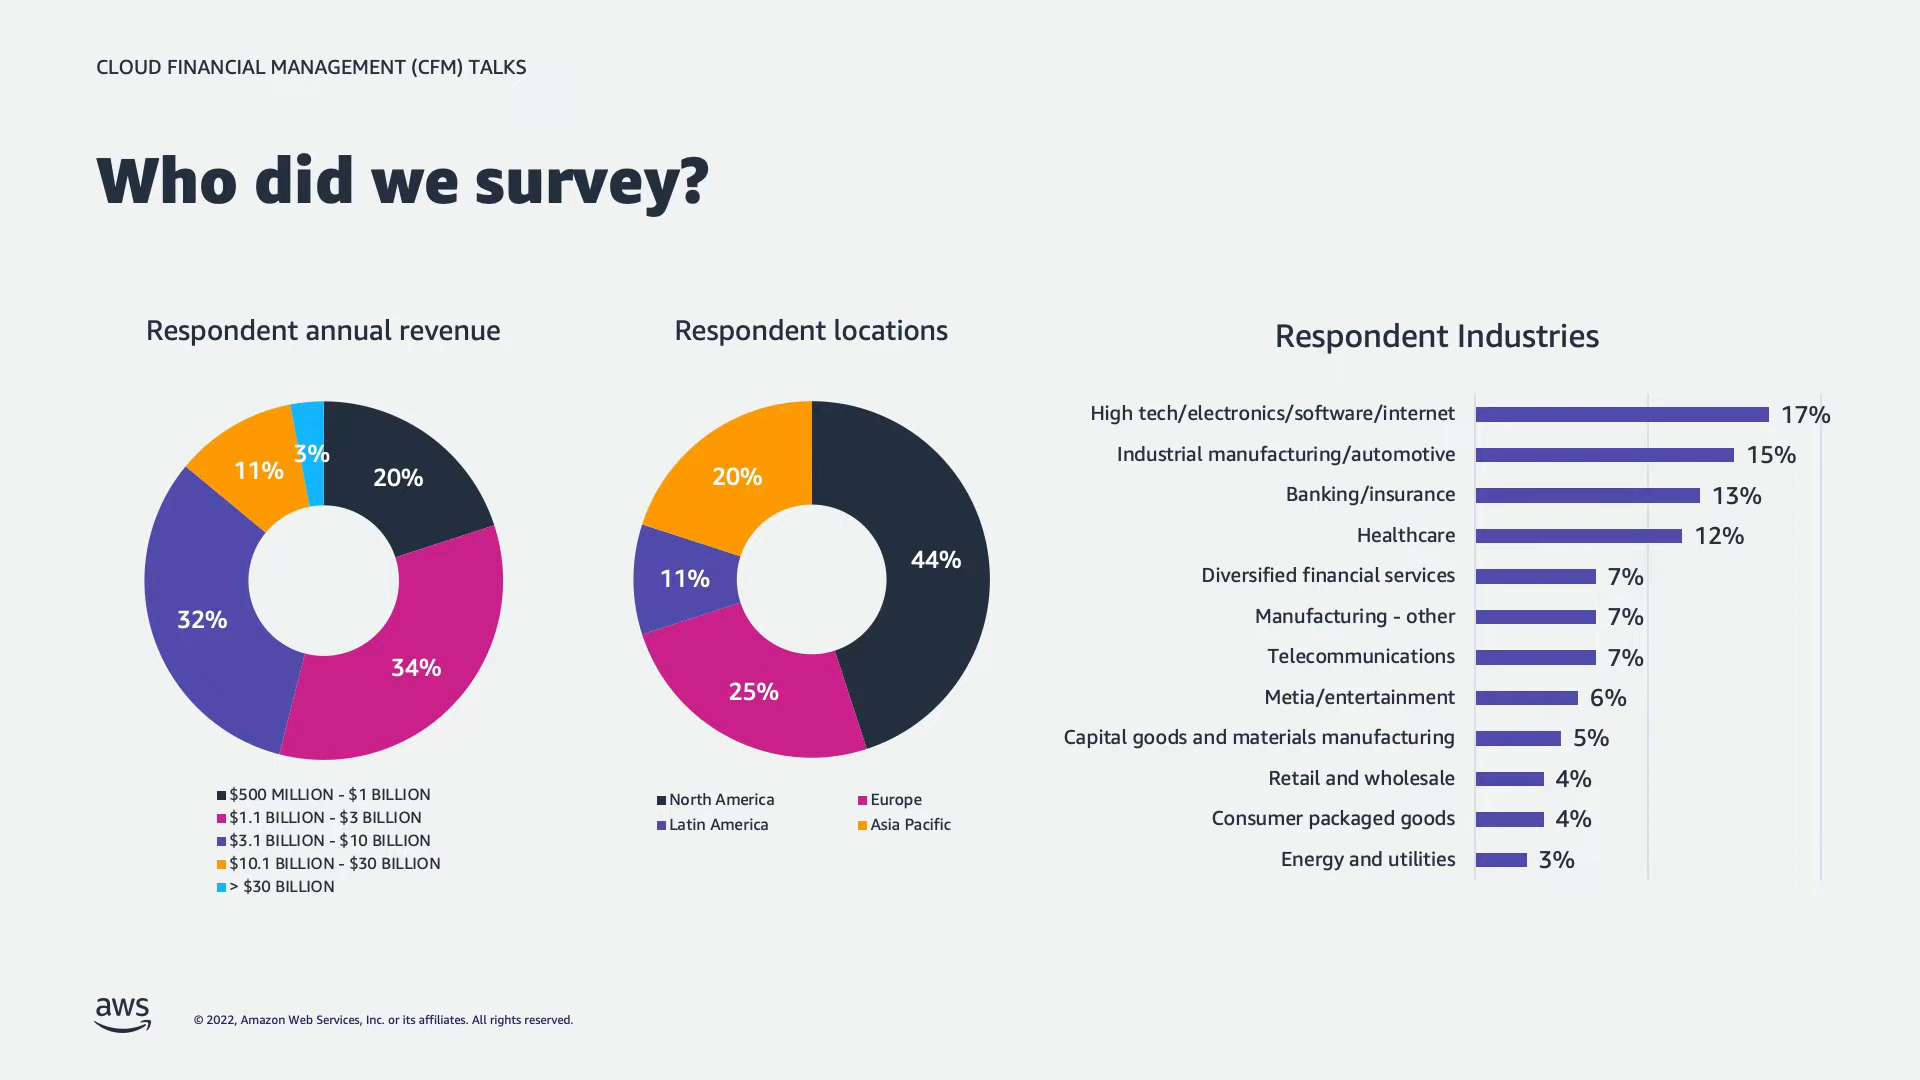 CLOUD FINANCIAL MANAGEMENT (CFM) TALKS
Who did we survey?
Respondent annual revenue
20%
34%
32%
11%
3%
$500 MILLION - $1 BILLION
$1.1 BILLION - $3 BILLION
$3.1 BILLION - $10 BILLION
$10.1 BILLION - $30 BILLION
> $30 BILLION
Respondent locations
44%
25%
11%
20%
North America
Europe
Latin America
Asia Pacific
Respondent Industries
High tech/electronics/software/internet 17%
Industrial manufacturing/automotive 15%
Banking/insurance 13%
Healthcare 12%
Diversified financial services 7%
Manufacturing - other 7%
Telecommunications 7%
Metia/entertainment 6%
Capital goods and materials manufacturing 5%
Retail and wholesale 4%
Consumer packaged goods 4%
Energy and utilities 3%
aws
© 2022, Amazon Web Services, Inc. or its affiliates. All rights reserved.